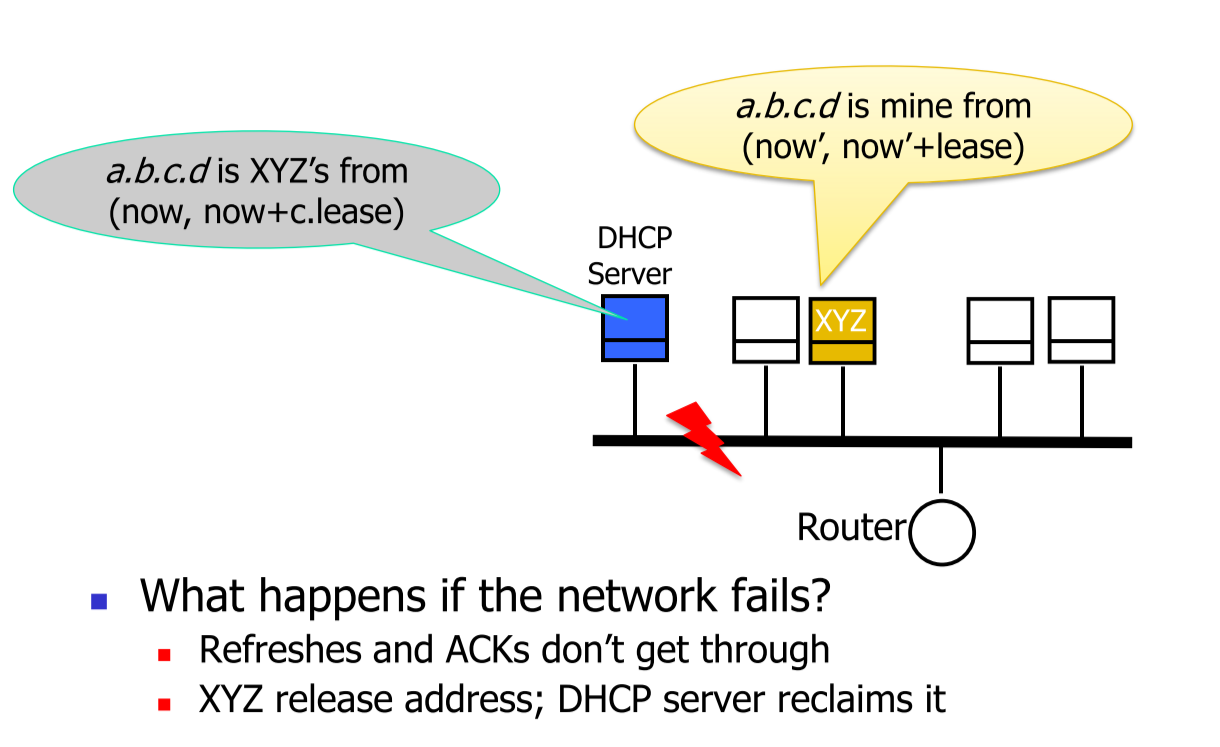 a.b.c.d is mine from
(now’, now’+lease)
a.b.c.d is XYZ’s from
(now, now+c.lease)
DHCP
Server
XYZ
Router
What happens if the network fails?
Refreshes and ACKs don’t get through
XYZ release address; DHCP server reclaims it